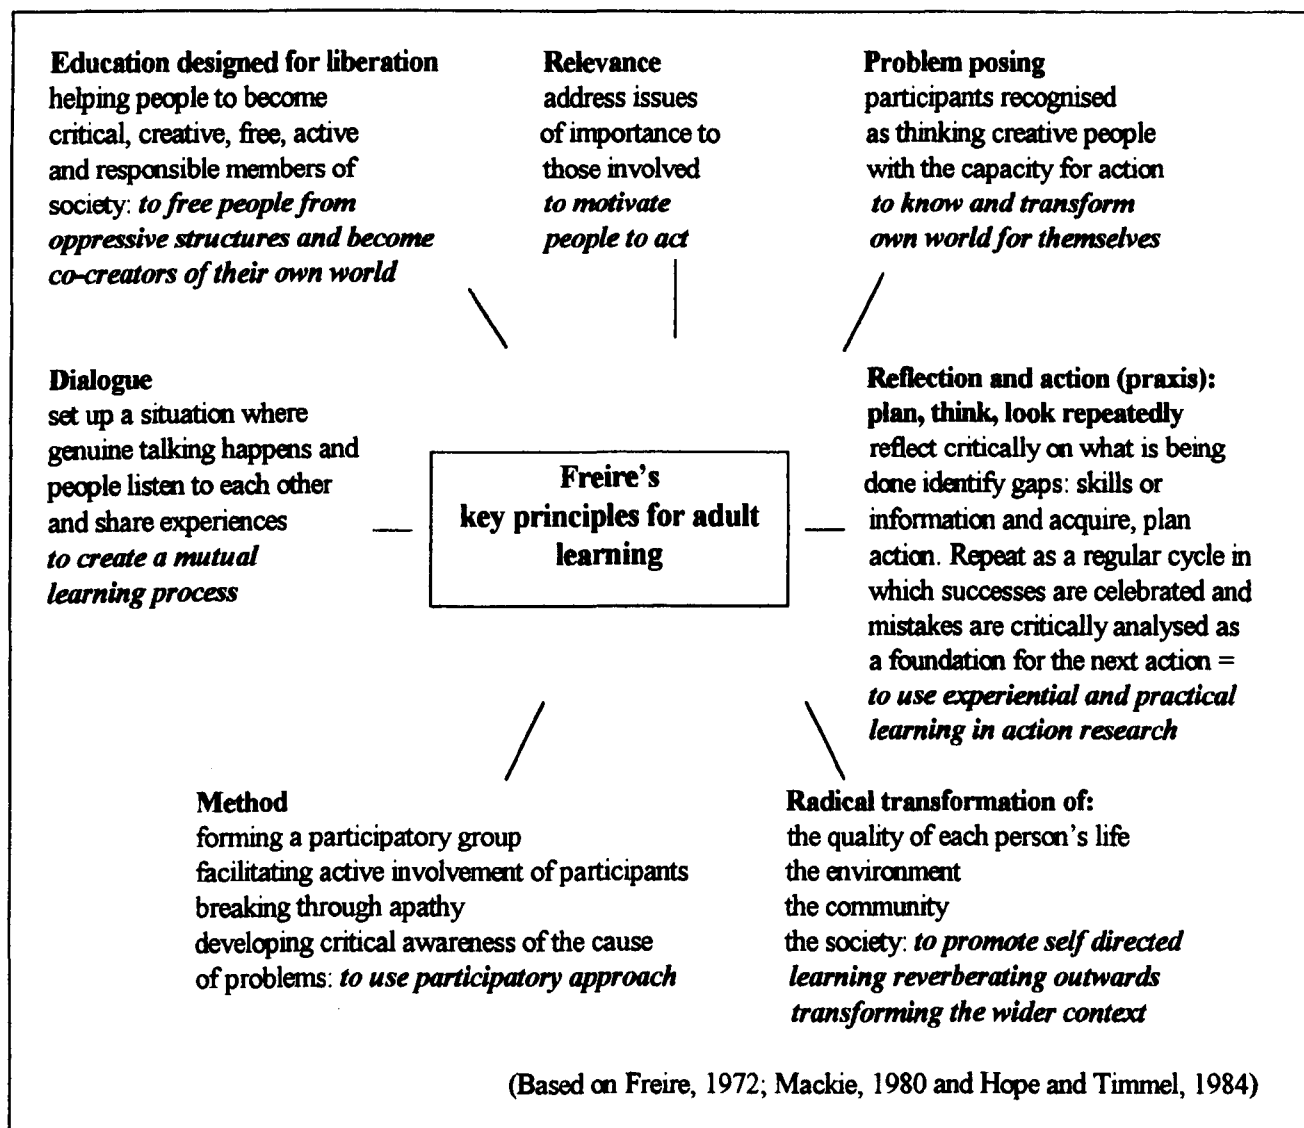 Education designed for liberation
helping people to become
critical, creative, free, active
and responsible members of
society: to free people from
oppressive structures and become
co-creators of their own world
Relevance
address issues
of importance to
those involved
to motivate
people to act
Problem posing
participants recognised
as thinking creative people
with the capacity for action
to know and transform
own world for themselves
Dialogue
set up a situation where
genuine talking happens and
people listen to each other
and share experiences
to create a mutual
learning process
Freire's
key principles for adult
learning
Reflection and action (praxis):
plan, think, look repeatedly
reflect critically on what is being
done identify gaps: skills or
information and acquire, plan
action. Repeat as a regular cycle in
which successes are celebrated and
mistakes are critically analysed as
a foundation for the next action =
to use experiential and practical
learning in action research
Method
forming a participatory group
facilitating active involvement of participants
breaking through apathy
developing critical awareness of the cause
of problems: to use participatory approach
Radical transformation of:
the quality of each person's life
the environment
the community
the society: to promote self directed
learning reverberating outwards
transforming the wider context
(Based on Freire, 1972; Mackie, 1980 and Hope and Timmel, 1984)